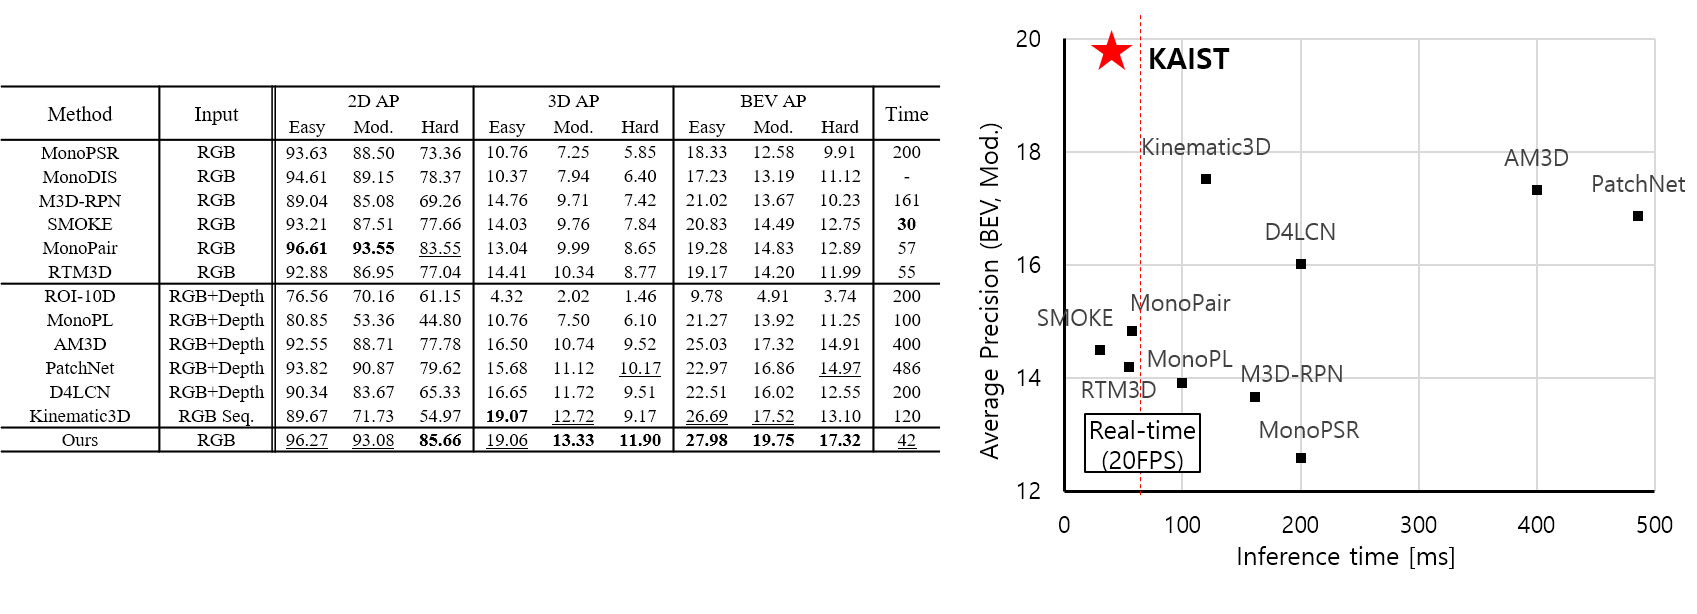 Method Input 2D AP 3D AP BEV AP Time
Easy Mod. Hard Easy Mod. Hard Easy Mod. Hard
MonoPSR RGB 93.63 88.50 73.36 10.76 7.25 5.85 18.33 12.58 9.91 200
MonoDIS RGB 94.61 89.15 78.37 10.37 7.94 6.40 17.23 13.19 11.12 -
M3D-RPN RGB 89.04 85.08 69.26 14.76 9.71 7.42 21.02 13.67 10.23 161
SMOKE RGB 93.21 87.51 77.66 14.03 9.76 7.84 20.83 14.49 12.75 30
MonoPair RGB 96.61 93.55 83.55 13.04 9.99 8.65 19.28 14.83 12.89 57
RTM3D RGB 92.88 86.95 77.04 14.41 10.34 8.77 19.17 14.20 11.99 55
ROI-10D RGB+Depth 76.56 70.16 61.15 4.32 2.02 1.46 9.78 4.91 3.74 200
MonoPL RGB+Depth 80.85 53.36 44.80 10.76 7.50 6.10 21.27 13.92 11.25 100
AM3D RGB+Depth 92.55 88.71 77.78 16.50 10.74 9.52 25.03 17.32 14.91 400
PatchNet RGB+Depth 93.82 90.87 79.62 15.68 11.12 10.17 22.97 16.86 14.97 486
D4LCN RGB+Depth 90.34 83.67 65.33 16.65 11.72 9.51 22.51 16.02 12.55 200
Kinematic3D RGB Seq. 89.67 71.73 54.97 19.07 12.72 9.17 26.69 17.52 13.10 120
Ours RGB 96.27 93.08 85.66 19.06 13.33 11.90 27.98 19.75 17.32 42
Average Precision (BEV, Mod.)
20
18
16
14
12
KAIST
Kinematic3D
AM3D
PatchNet
D4LCN
MonoPair
SMOKE
MonoPL
M3D-RPN
RTM3D
Real-time
(20FPS)
MonoPSR
0 100 200 300 400 500
Inference time [ms]